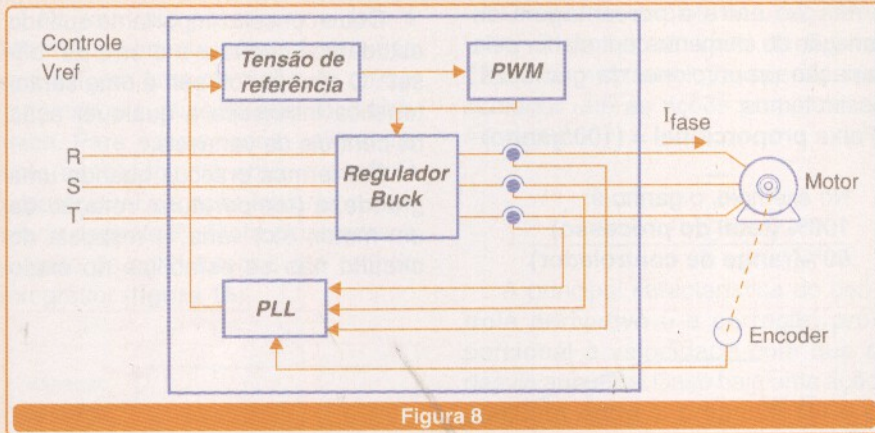 Controle
Vref
Tensão de
referência
PWM
I fase
R
S
T
Regulador
Buck
Motor
PLL
Encoder
Figura 8